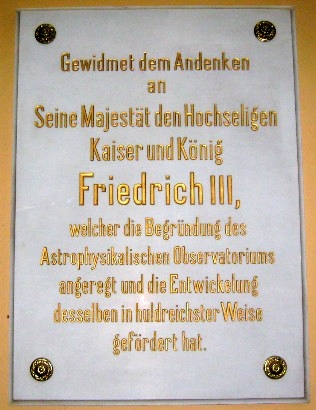 Gewidmet dem Andenken
an
Seine Majestät den Hochseligen
Kaiser und König
Friedrich III,
welcher die Begründung des
Astrophysikalischen Observatoriums
angeregt und die Entwickelung
desselben in huldreichster Weise
gefördert hat.